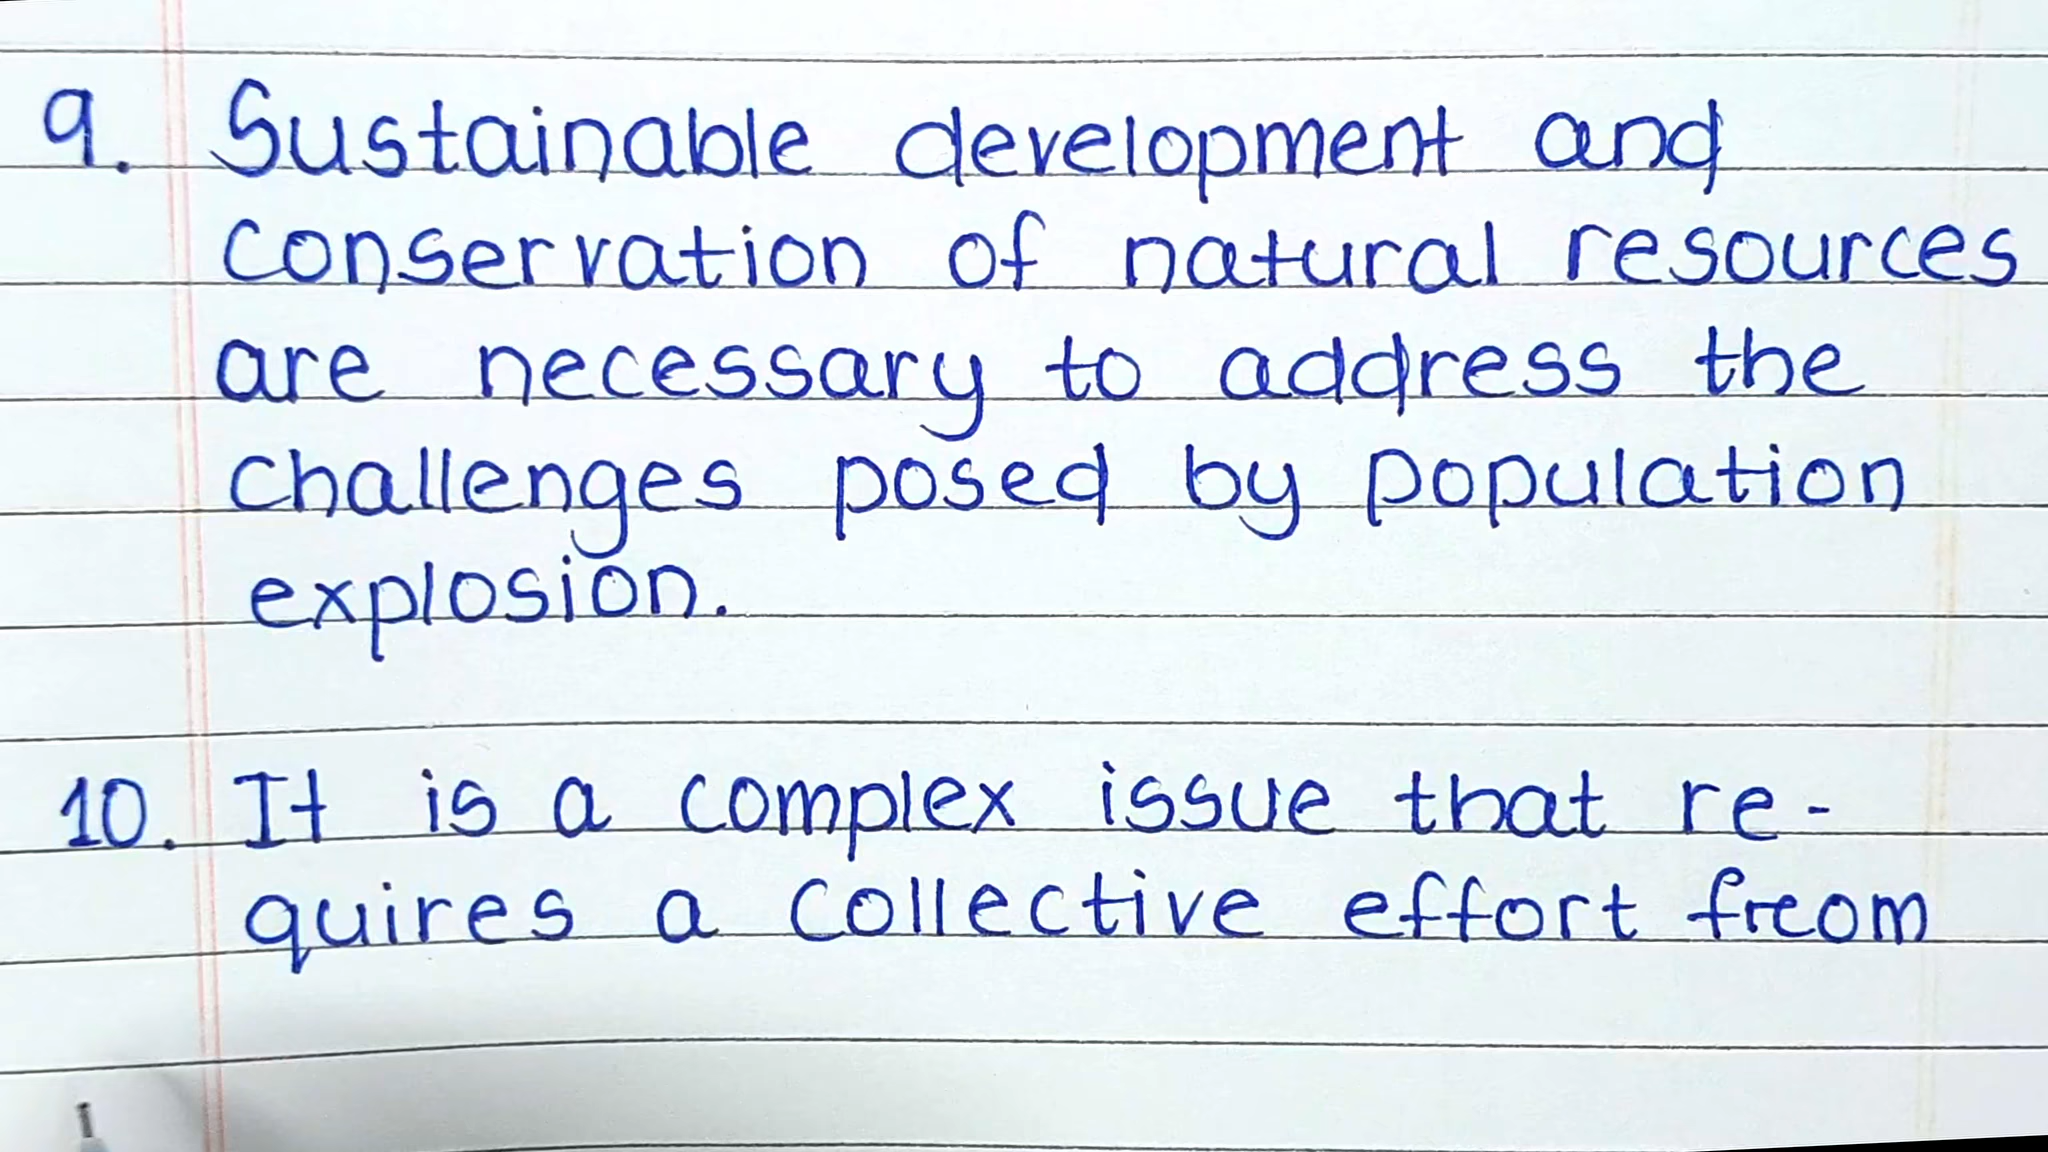 9. Sustainable development and
conservation of natural resources
are necessary to address the
challenges posed by population
explosion.
10. It is a complex issue that re-
quires a collective effort from